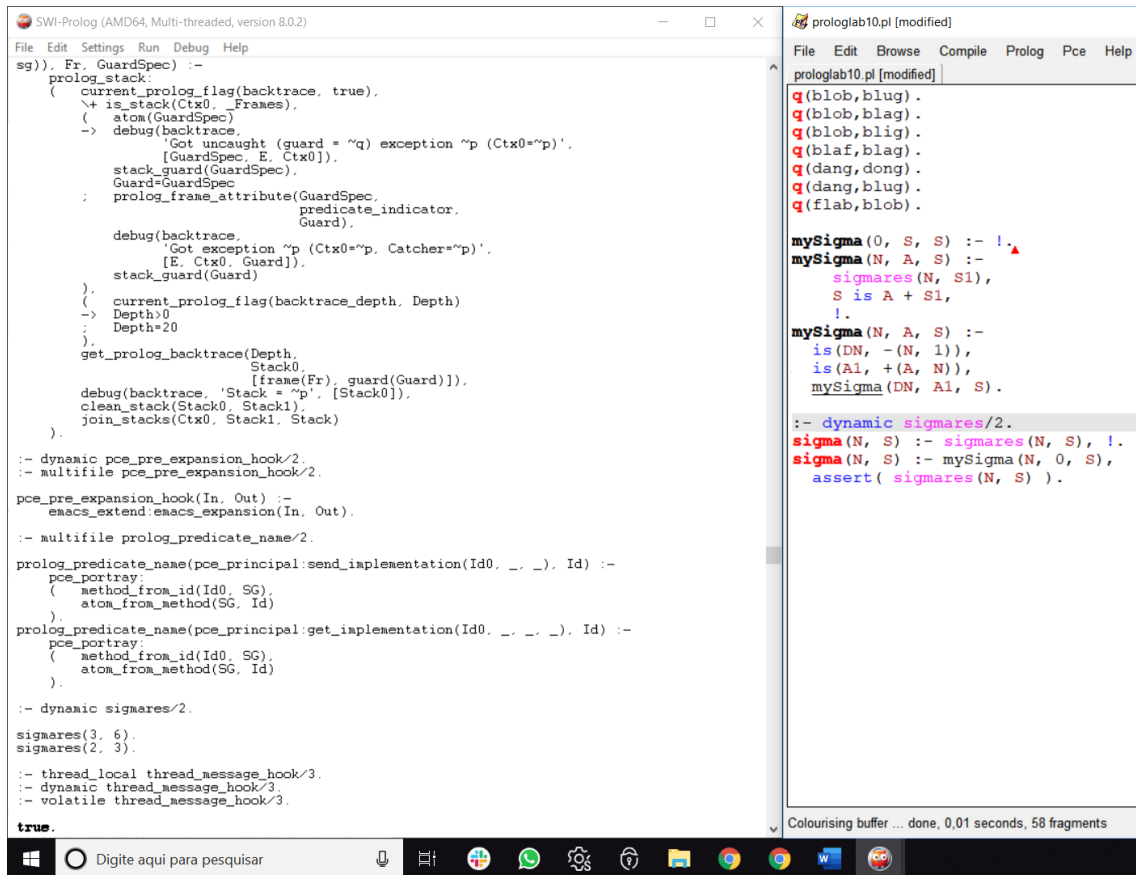 SWI-Prolog (AMD64, Multi-threaded, version 8.0.2)
File Edit Settings Run Debug Help
sg)), Fr, GuardSpec) :-
    prolog_stack:
    (   current_prolog_flag(backtrace, true),
        \+ is_stack(Ctx0, _Frames),
        (   atom(GuardSpec)
        ->  debug(backtrace,
                  'Got uncaught (guard = ~q) exception ~p (Ctx0=~p)',
                  [GuardSpec, E, Ctx0]),
            stack_guard(GuardSpec),
            Guard=GuardSpec
        ;   prolog_frame_attribute(GuardSpec,
                                   predicate_indicator,
                                   Guard),
            debug(backtrace,
                  'Got exception ~p (Ctx0=~p, Catcher=~p)',
                  [E, Ctx0, Guard]),
            stack_guard(Guard)
        ),
        (   current_prolog_flag(backtrace_depth, Depth)
        ->  Depth>0
        ;   Depth=20
        ),
        get_prolog_backtrace(Depth,
                             Stack0,
                             [frame(Fr), guard(Guard)]),
        debug(backtrace, 'Stack = ~p', [Stack0]),
        clean_stack(Stack0, Stack1),
        join_stacks(Ctx0, Stack1, Stack)
    ).
:- dynamic pce_pre_expansion_hook/2.
:- multifile pce_pre_expansion_hook/2.
pce_pre_expansion_hook(In, Out) :-
    emacs_extend:emacs_expansion(In, Out).
:- multifile prolog_predicate_name/2.
prolog_predicate_name(pce_principal:send_implementation(Id0, _, _), Id) :-
    pce_portray:
    (   method_from_id(Id0, SG),
        atom_from_method(SG, Id)
    ).
prolog_predicate_name(pce_principal:get_implementation(Id0, _, _, _), Id) :-
    pce_portray:
    (   method_from_id(Id0, SG),
        atom_from_method(SG, Id)
    ).
:- dynamic sigmares/2.
sigmares(3, 6).
sigmares(2, 3).
:- thread_local thread_message_hook/3.
:- dynamic thread_message_hook/3.
:- volatile thread_message_hook/3.
true.
prologlab10.pl [modified]
File Edit Browse Compile Prolog Pce Help
prologlab10.pl [modified]
q(blob,blug).
q(blob,blag).
q(blob,blig).
q(blaf,blag).
q(dang,dong).
q(dang,blug).
q(flab,blob).
mySigma(0, S, S) :- !.
mySigma(N, A, S) :-
    sigmares(N, S1),
    S is A + S1,
    !.
mySigma(N, A, S) :-
  is(DN, -(N, 1)),
  is(A1, +(A, N)),
  mySigma(DN, A1, S).
:- dynamic sigmares/2.
sigma(N, S) :- sigmares(N, S), !.
sigma(N, S) :- mySigma(N, 0, S),
  assert( sigmares(N, S) ).
Colourising buffer ... done, 0,01 seconds, 58 fragments
Digite aqui para pesquisar